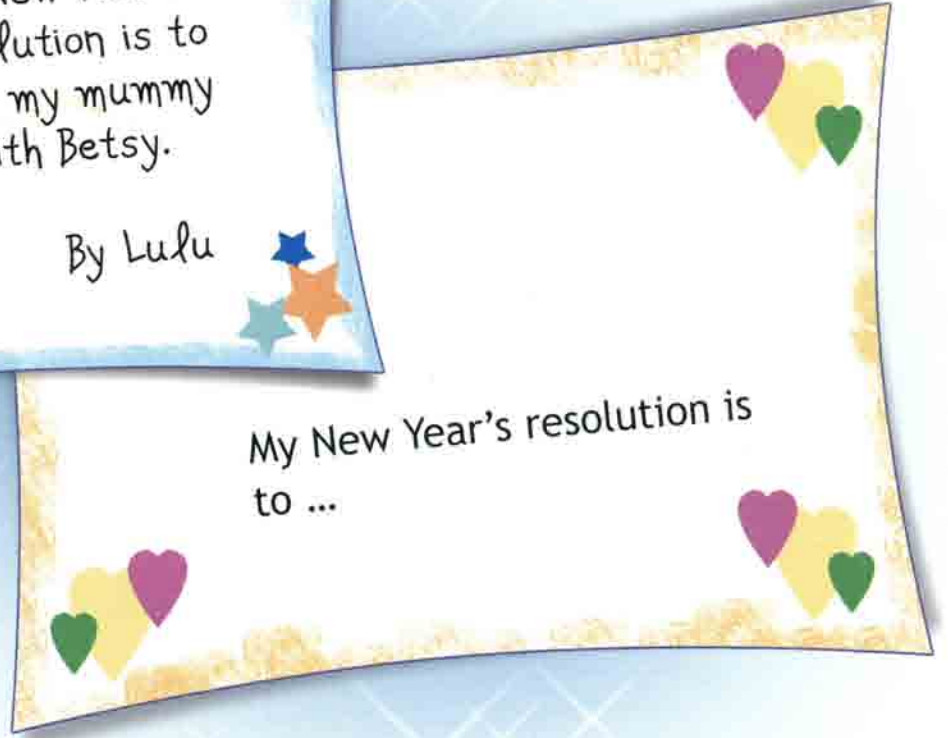 lution is to
my mummy
th Betsy.
By Lulu
My New Year's resolution is
to ...